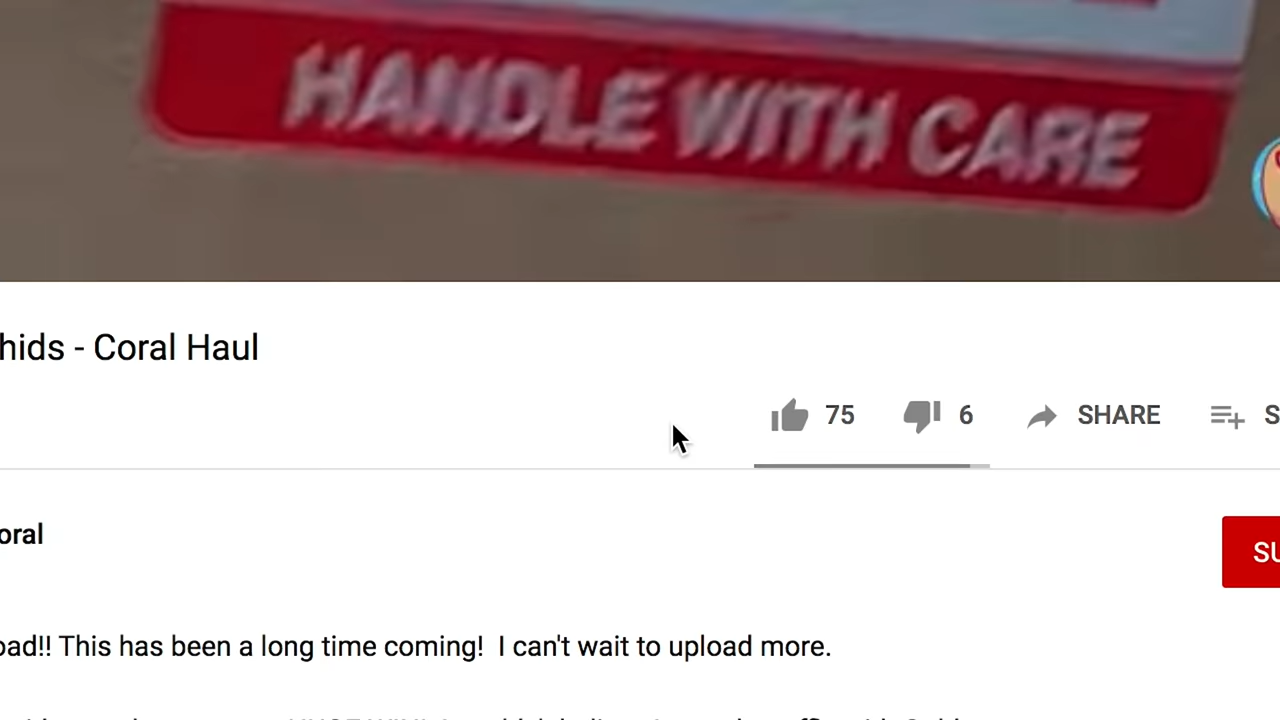 HANDLE WITH CARE
hids - Coral Haul
75 6 SHARE S
oral
SU
oad!! This has been a long time coming! I can't wait to upload more.